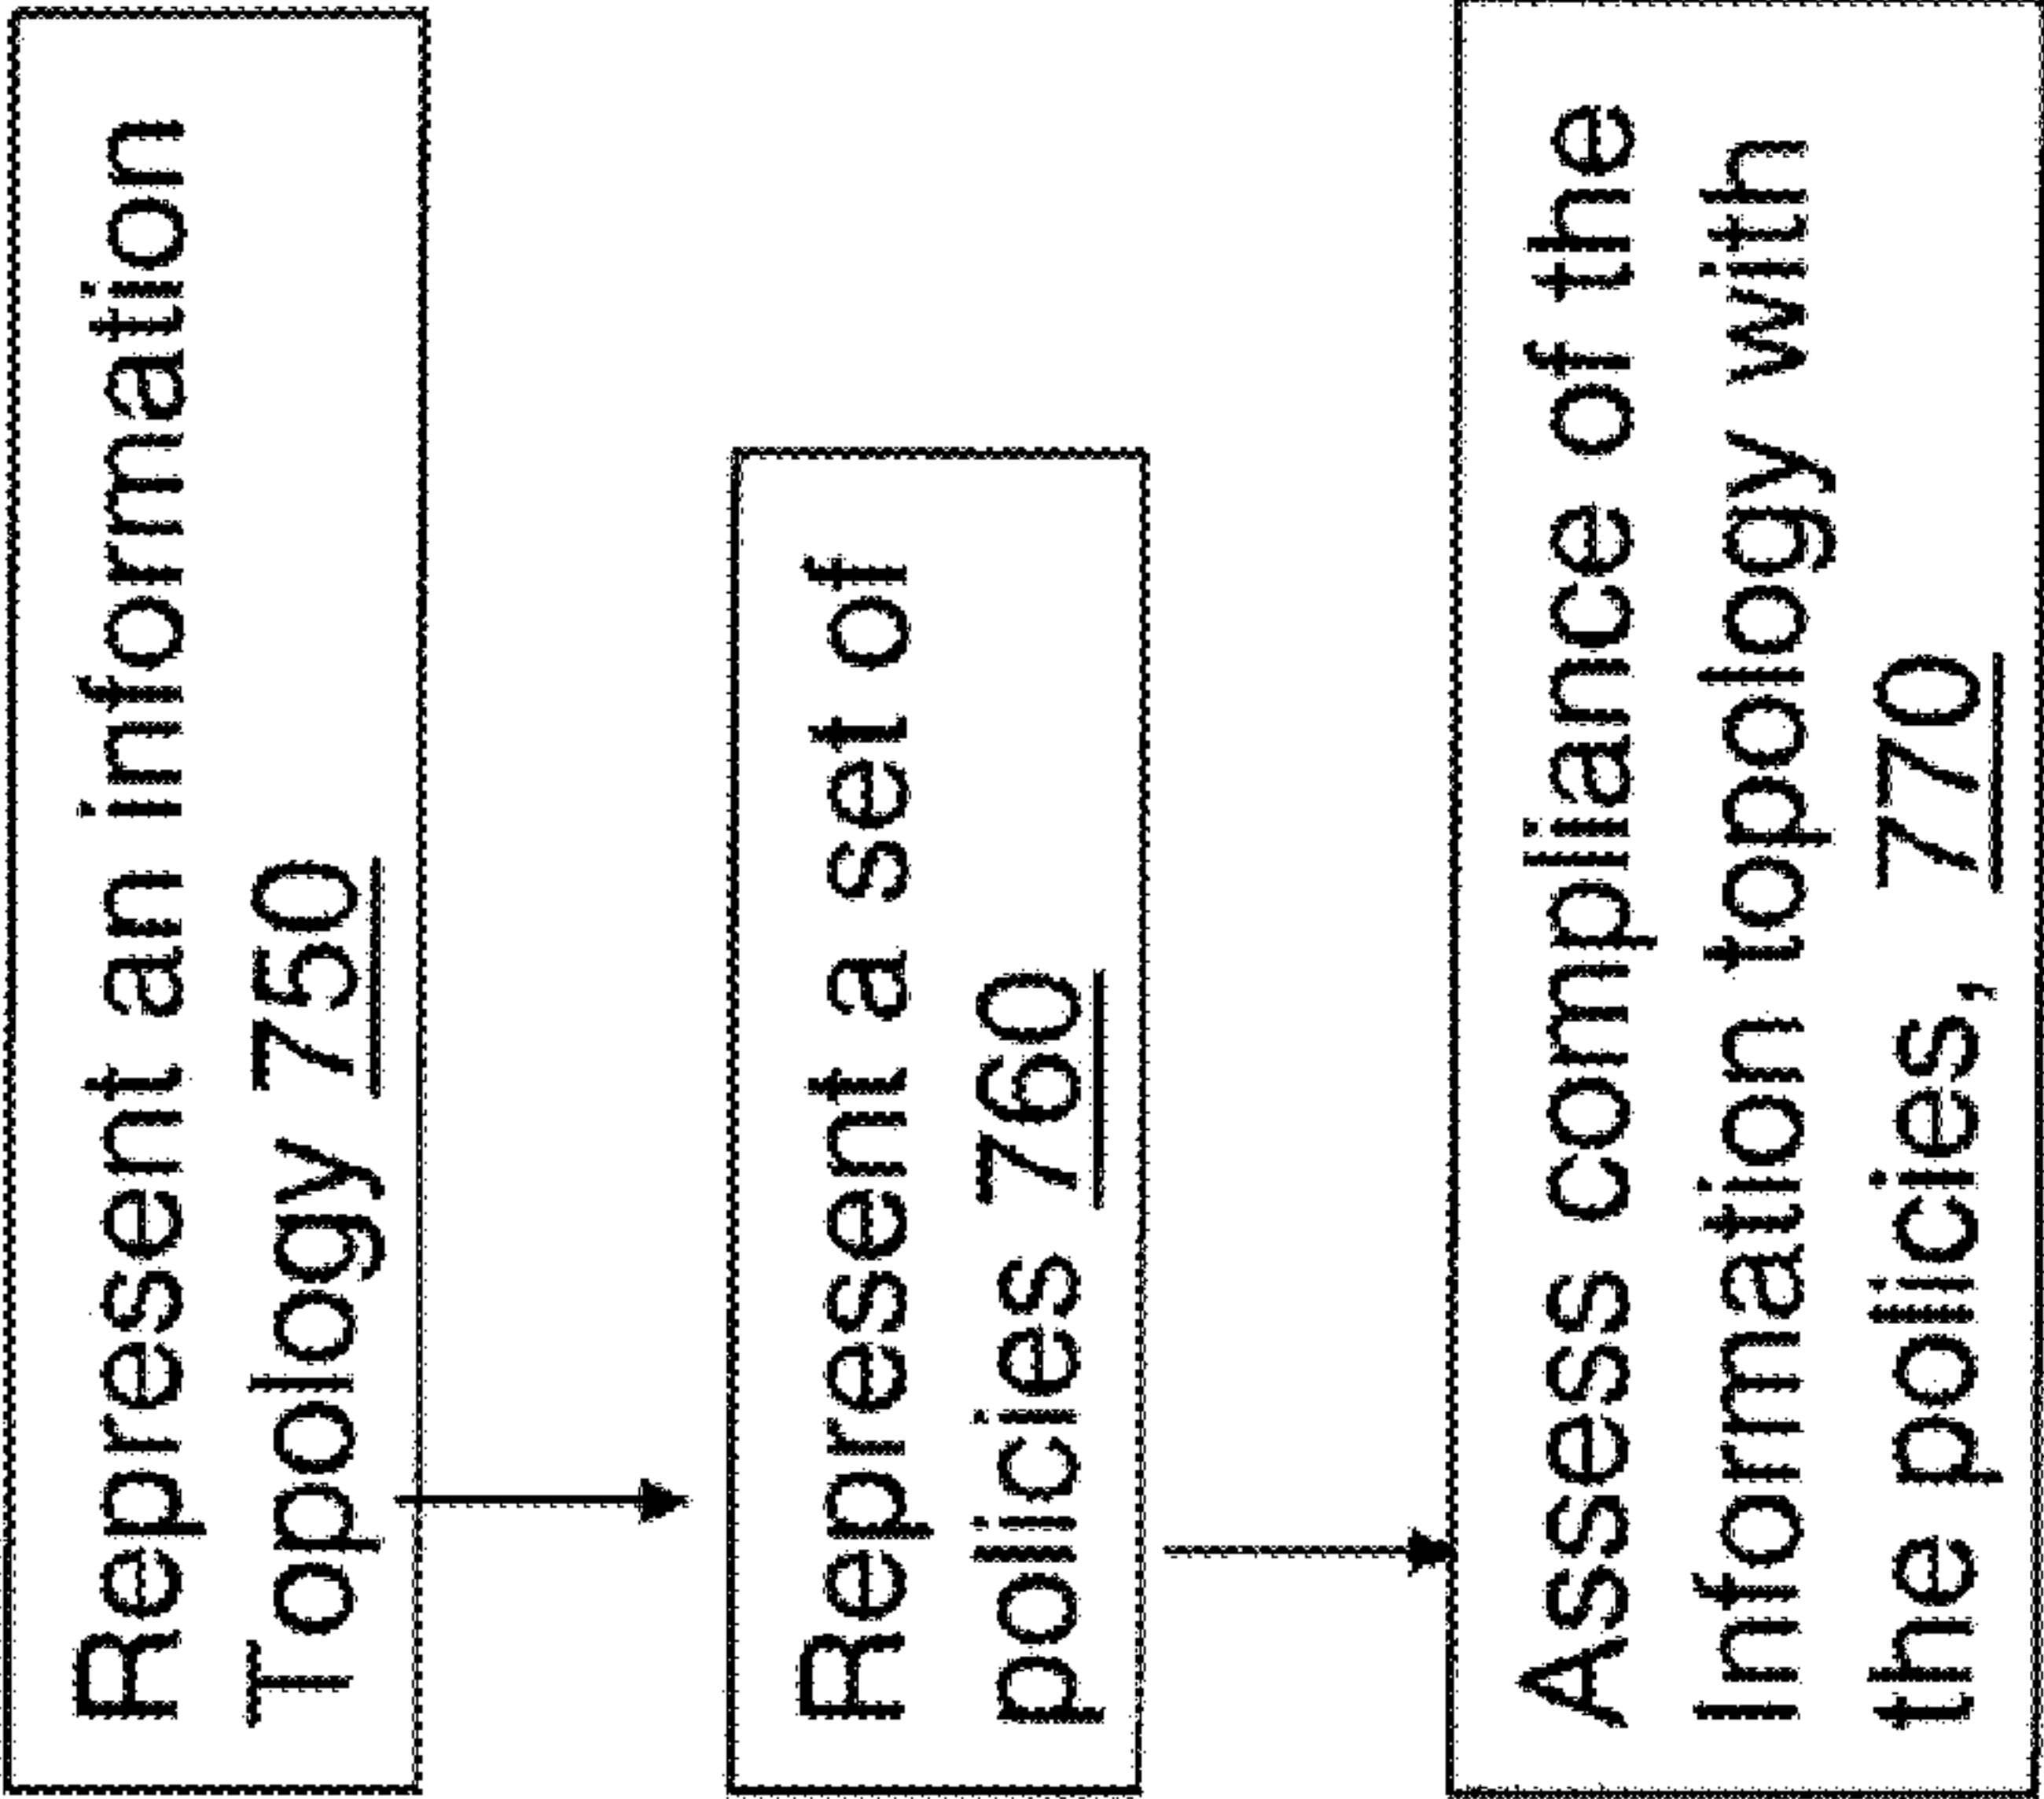 Represent an information
Topology 750
Represent a set of
policies 760
Assess compliance of the
Information topology with
the policies, 770